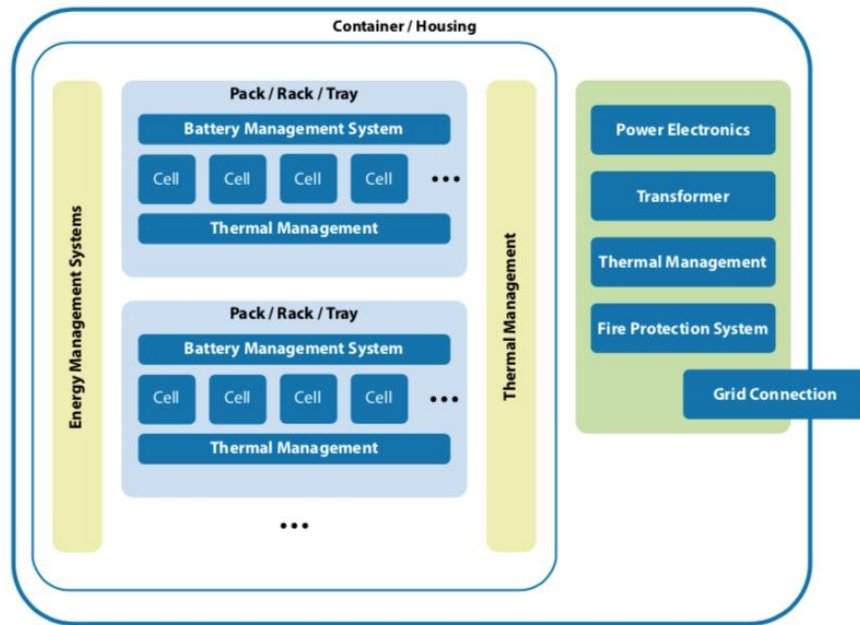 Container / Housing
Energy Management Systems
Pack / Rack / Tray
Battery Management System
Cell Cell Cell Cell •••
Thermal Management
Pack / Rack / Tray
Battery Management System
Cell Cell Cell Cell •••
Thermal Management
•••
Thermal Management
Power Electronics
Transformer
Thermal Management
Fire Protection System
Grid Connection